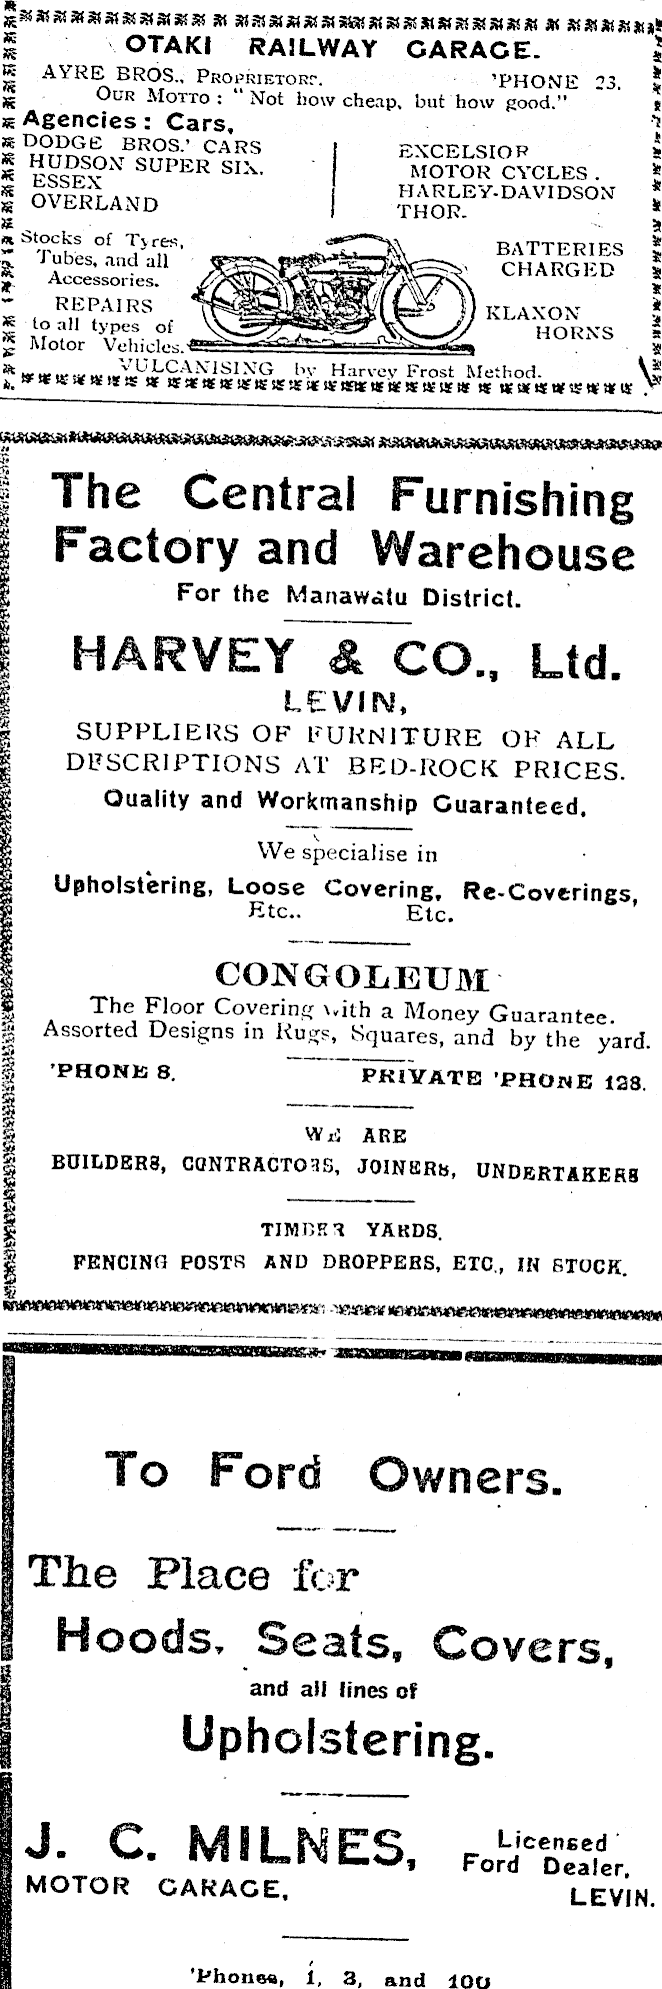 OTAKI RAILWAY GARAGE.
AYRE BROS., PROPRIETORS. 'PHONE 23.
OUR MOTTO: "Not how cheap, but how good."
Agencies: Cars,
DODGE BROS.' CARS
HUDSON SUPER SIX.
ESSEX
OVERLAND
EXCELSIOR
MOTOR CYCLES.
HARLEY-DAVIDSON
THOR.
Stocks of Tyres,
Tubes, and all
Accessories.
REPAIRS
to all types of
Motor Vehicles.
BATTERIES
CHARGED
KLAXON
HORNS
VULCANISING by Harvey Frost Method.
The Central Furnishing
Factory and Warehouse
For the Manawatu District.
HARVEY & CO., Ltd.
LEVIN,
SUPPLIERS OF FURNITURE OF ALL
DESCRIPTIONS AT BED-ROCK PRICES.
Quality and Workmanship Guaranteed,
We specialise in
Upholstering, Loose Covering, Re-Coverings,
Etc.. Etc.
CONGOLEUM
The Floor Covering with a Money Guarantee.
Assorted Designs in Rugs, Squares, and by the yard.
'PHONE 8. PRIVATE 'PHONE 128.
WE ARE
BUILDERS, CONTRACTORS, JOINERS, UNDERTAKERS
TIMBER YARDS.
FENCING POSTS AND DROPPERS, ETC., IN STOCK.
To Ford Owners.
The Place for
Hoods, Seats, Covers,
and all lines of
Upholstering.
J. C. MILNES,
MOTOR GARAGE,
Licensed
Ford Dealer,
LEVIN.
'Phones, 1, 3, and 100